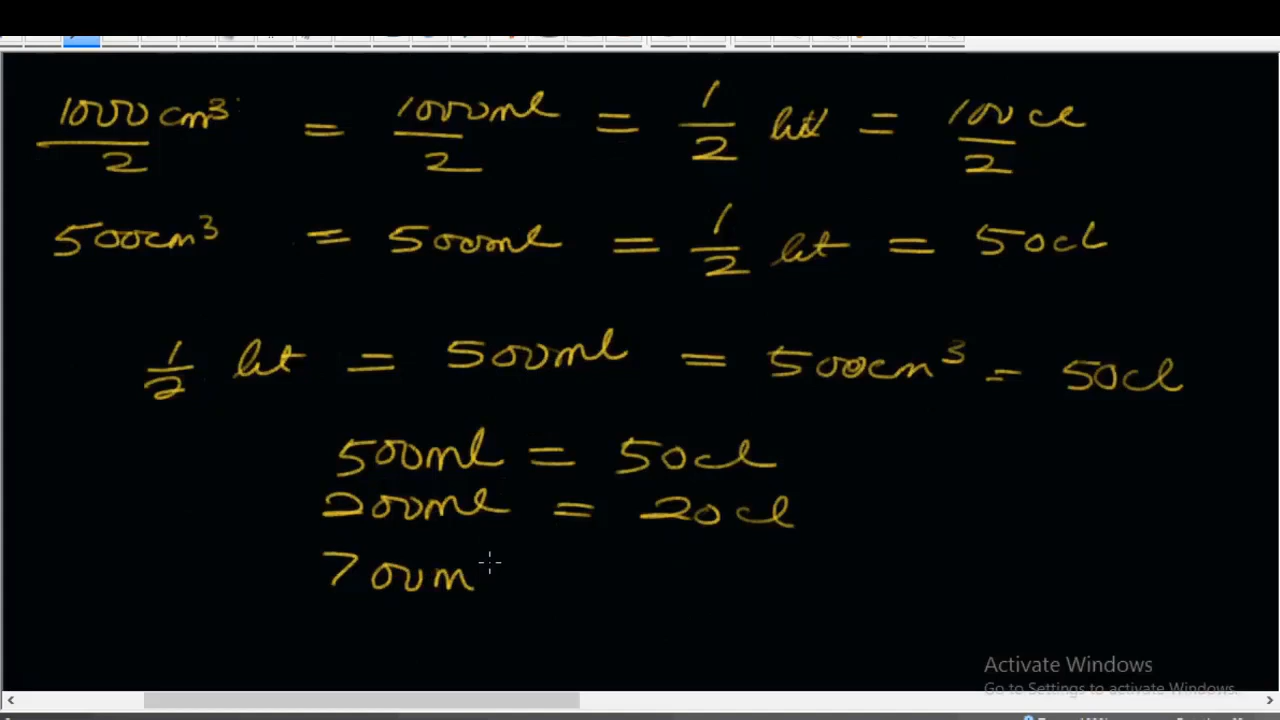 1000cm³/2 = 1000ml/2 = 1/2 lit = 100cl/2
500cm³ = 500ml = 1/2 lit = 50cl
1/2 lit = 500ml = 500cm³ = 50cl
500ml = 50cl
200ml = 20cl
700m
Activate Windows
Go to Settings to activate Windows.